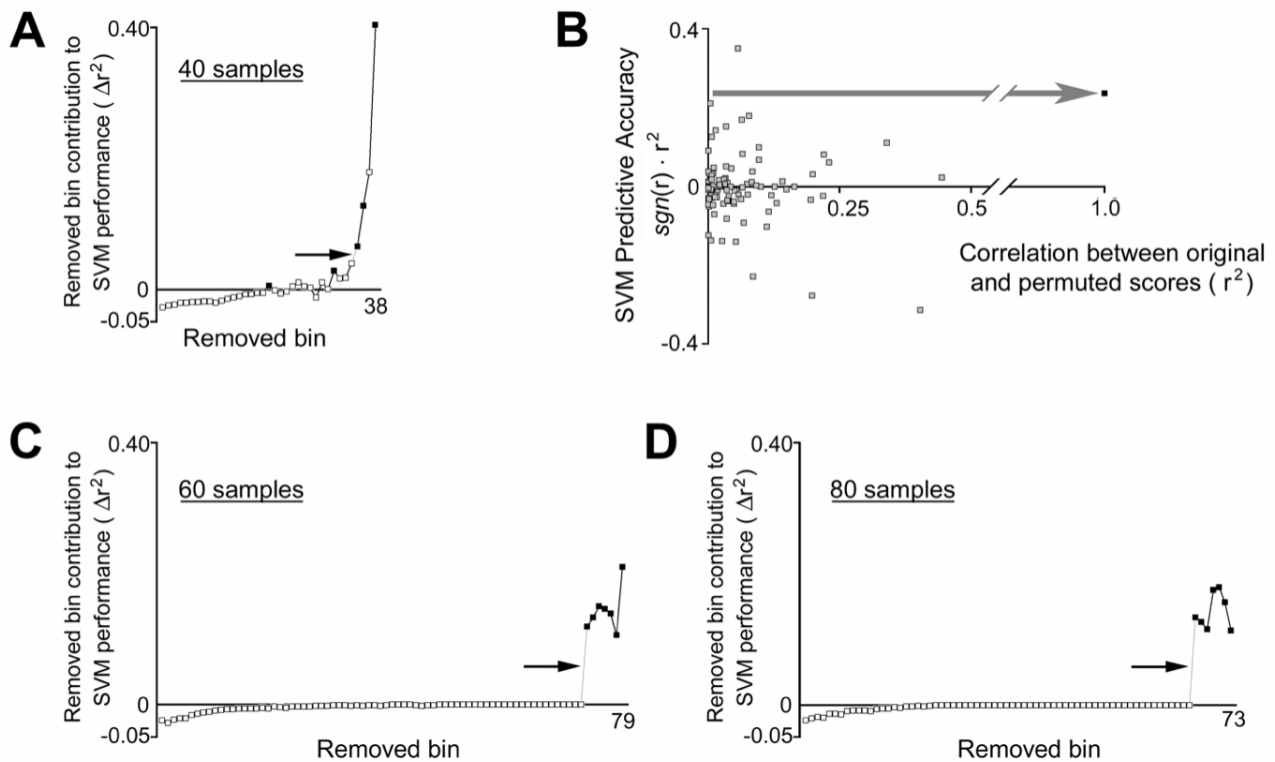 A
0.40
Removed bin contribution to
SVM performance ( Δr²)
40 samples
0
-0.05
38
Removed bin
B
0.4
SVM Predictive Accuracy
sgn(r) · r²
0
0.25
0.5
1.0
Correlation between original
and permuted scores ( r²)
-0.4
C
0.40
Removed bin contribution to
SVM performance ( Δr²)
60 samples
0
-0.05
79
Removed bin
D
0.40
Removed bin contribution to
SVM performance ( Δr²)
80 samples
0
-0.05
73
Removed bin